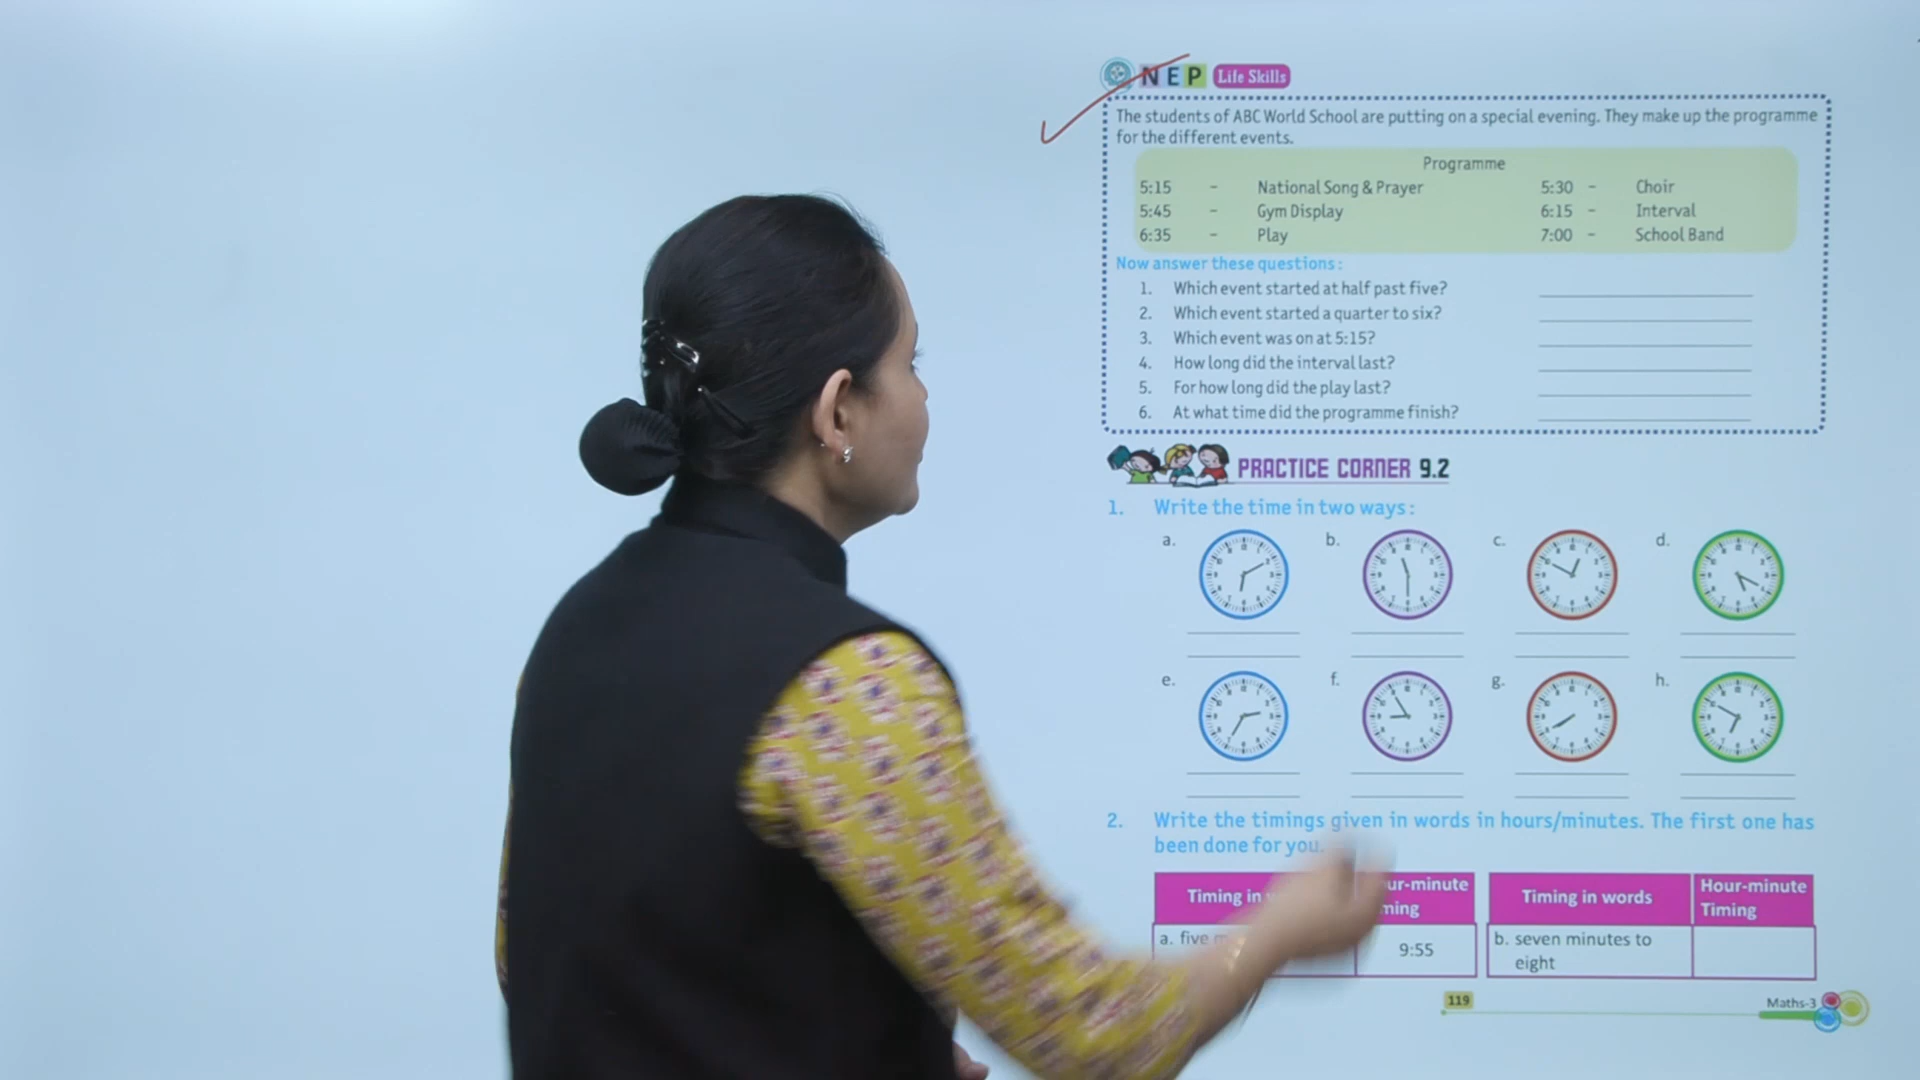 NEP Life Skills
The students of ABC World School are putting on a special evening. They make up the programme
for the different events.
Programme
5:15 - National Song & Prayer 5:30 - Choir
5:45 - Gym Display 6:15 - Interval
6:35 - Play 7:00 - School Band
Now answer these questions:
1. Which event started at half past five?
2. Which event started a quarter to six?
3. Which event was on at 5:15?
4. How long did the interval last?
5. For how long did the play last?
6. At what time did the programme finish?
PRACTICE CORNER 9.2
1. Write the time in two ways:
a. b. c. d.
e. f. g. h.
2. Write the timings given in words in hours/minutes. The first one has
been done for you.
Timing in
Timing in words
Hour-minute
Timing
a. five
9:55
b. seven minutes to
eight
119
Maths-3